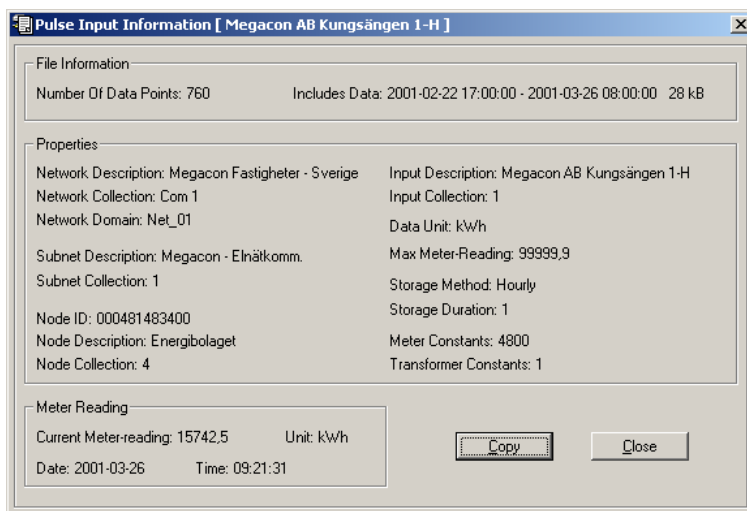 Pulse Input Information [ Megacon AB Kungsängen 1-H ]
File Information
Number Of Data Points: 760 Includes Data: 2001-02-22 17:00:00 - 2001-03-26 08:00:00 28 kB
Properties
Network Description: Megacon Fastigheter - Sverige
Network Collection: Com 1
Network Domain: Net_01
Subnet Description: Megacon - Elnätkomm.
Subnet Collection: 1
Node ID: 000481483400
Node Description: Energibolaget
Node Collection: 4
Input Description: Megacon AB Kungsängen 1-H
Input Collection: 1
Data Unit: kWh
Max Meter-Reading: 99999,9
Storage Method: Hourly
Storage Duration: 1
Meter Constants: 4800
Transformer Constants: 1
Meter Reading
Current Meter-reading: 15742,5 Unit: kWh
Date: 2001-03-26 Time: 09:21:31
Copy
Close